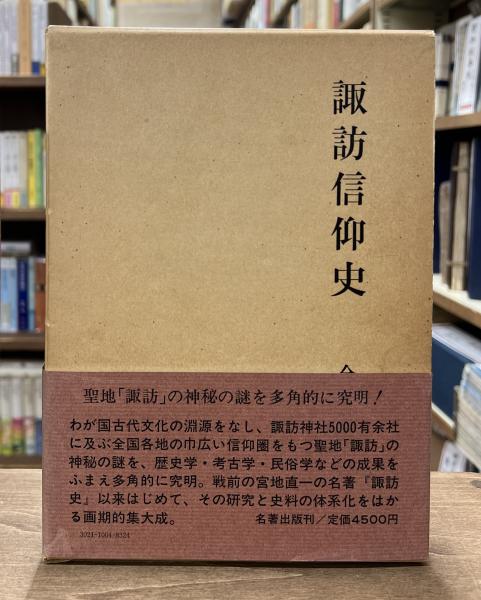 諏訪信仰史
聖地「諏訪」の神秘の謎を多角的に究明!
わが国古代文化の淵源をなし、諏訪神社5000有余社
に及ぶ全国各地の巾広い信仰圏をもつ聖地「諏訪」の
神秘の謎を、歴史学・考古学・民俗学などの成果を
ふまえ多角的に究明。戦前の宮地直一の名著『諏訪
史』以来はじめて、その研究と史料の体系化をはか
る画期的集大成。 名著出版刊/定価4500円
3021-1004-8324